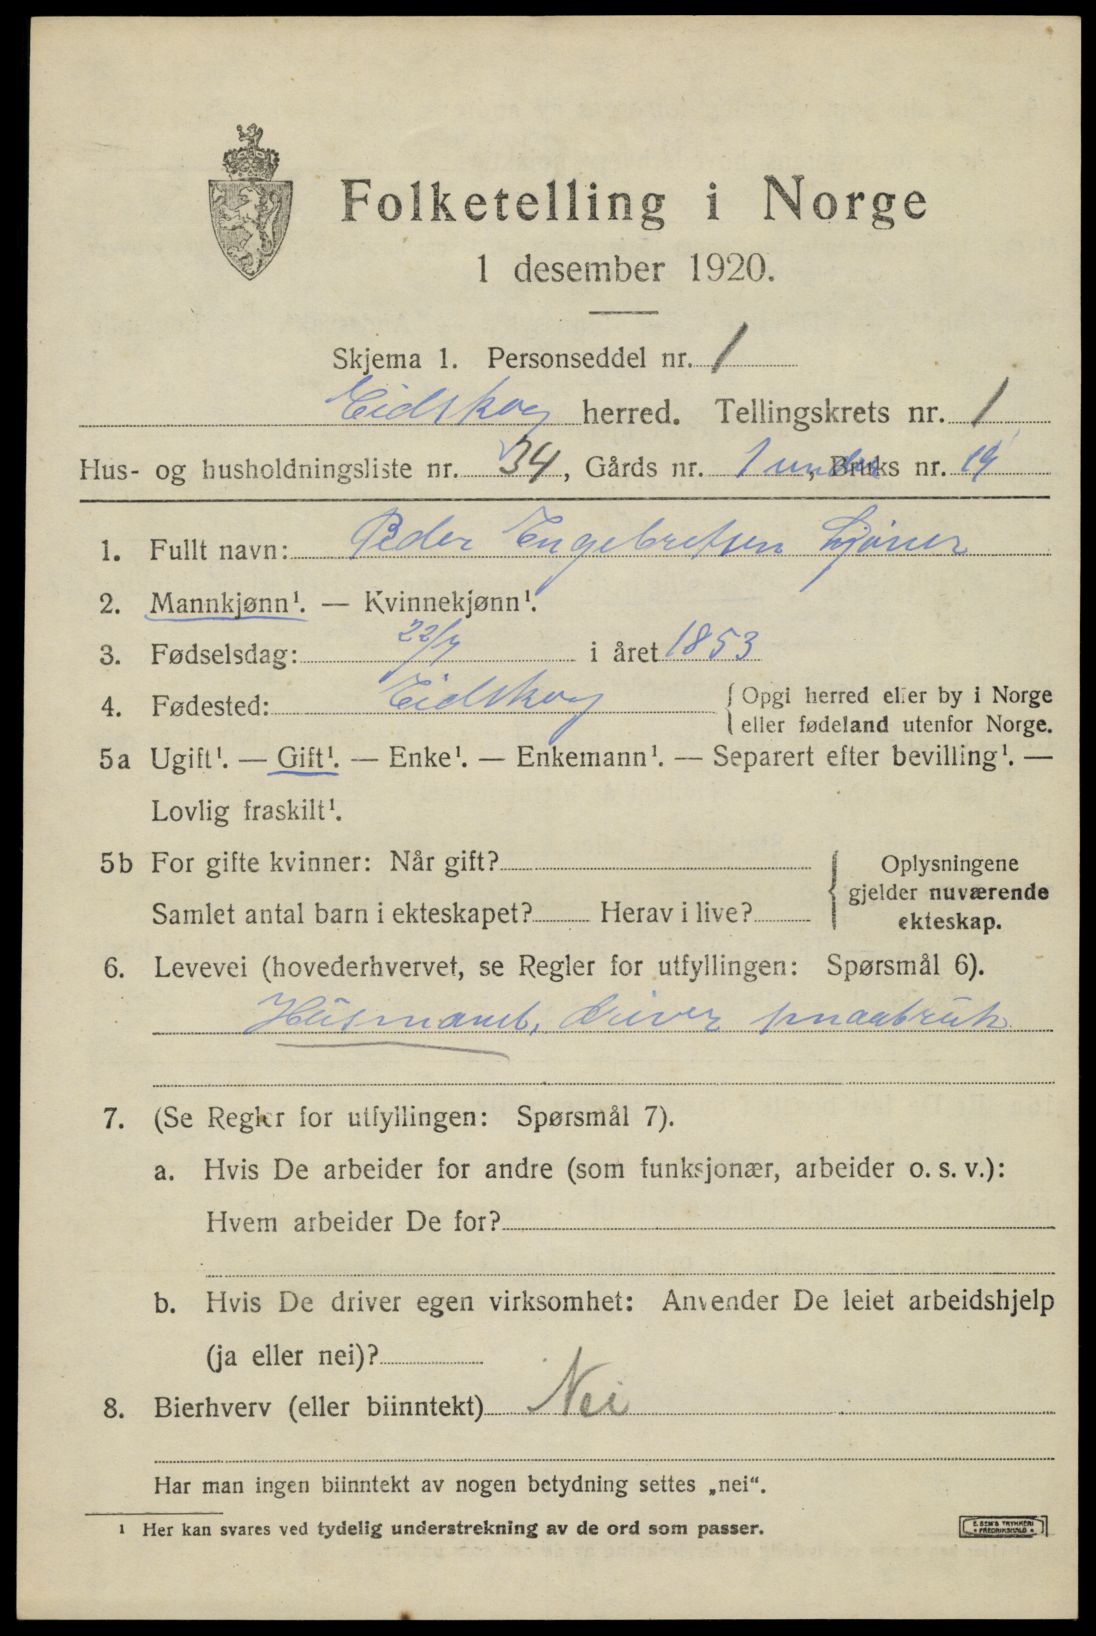 Folketelling i Norge
1 desember 1920.
Skjema 1. Personseddel nr. 1
Eidskog herred. Tellingskrets nr. 1
Hus- og husholdningsliste nr. 34, Gårds nr. 1 under, Bruks nr. 19
1. Fullt navn: Peder Engebretsen
2. Mannkjønn¹. — Kvinnekjønn¹.
3. Fødselsdag: 22/7 i året 1853
4. Fødested: Eidskog { Opgi herred eller by i Norge
eller fødeland utenfor Norge.
5a Ugift¹. — Gift¹. — Enke¹. — Enkemann¹. — Separert efter bevilling¹. —
Lovlig fraskilt¹.
5b For gifte kvinner: Når gift?
Samlet antal barn i ekteskapet? Herav i live?
{ Oplysningene
gjelder nuværende
ekteskap.
6. Levevei (hovederhvervet, se Regler for utfyllingen: Spørsmål 6).
Husmand, driver smaabruk
7. (Se Regler for utfyllingen: Spørsmål 7).
a. Hvis De arbeider for andre (som funksjonær, arbeider o. s. v.):
Hvem arbeider De for?
b. Hvis De driver egen virksomhet: Anvender De leiet arbeidshjelp
(ja eller nei)?
8. Bierhverv (eller biinntekt) Nei
Har man ingen biinntekt av nogen betydning settes „nei“.
¹ Her kan svares ved tydelig understrekning av de ord som passer.
E. SEM'S TRYKKERI
FREDRIKSHALD